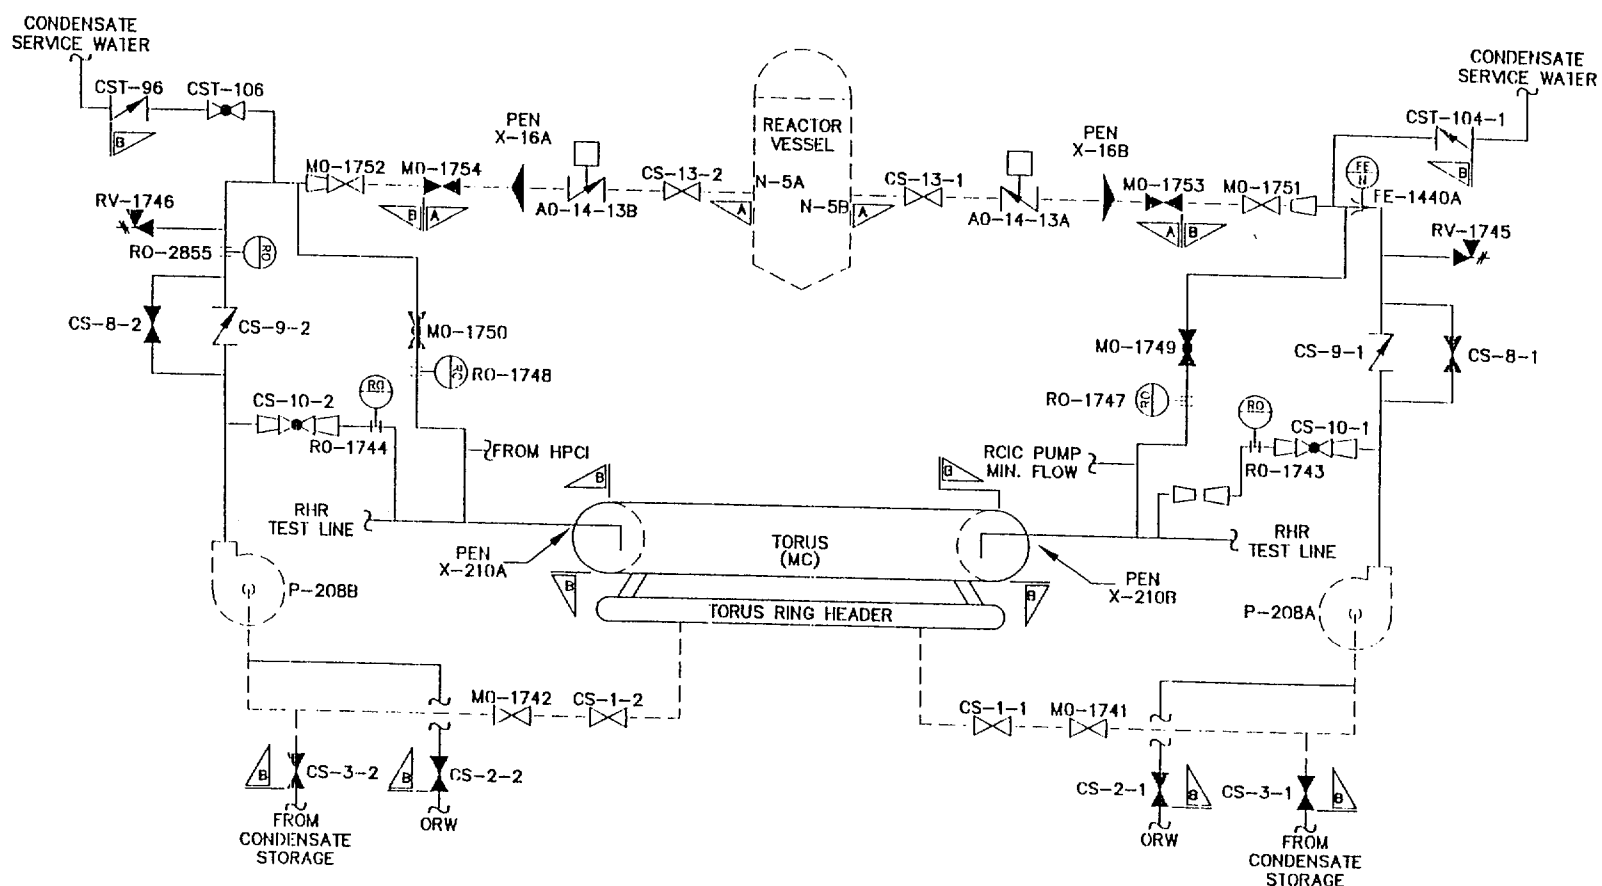 CONDENSATE
SERVICE WATER
CST-96
CST-106
B
PEN
X-16A
MO-1752
MO-1754
CS-13-2
AO-14-13B
B
A
A
REACTOR
VESSEL
N-5A
N-5B
A
CS-13-1
AO-14-13A
PEN
X-16B
MO-1753
MO-1751
A
B
CONDENSATE
SERVICE WATER
CST-104-1
B
FE
FE-1440A
RV-1746
RO-2855
RO
RV-1745
CS-8-2
CS-9-2
MO-1750
RO-1748
RO
MO-1749
CS-9-1
CS-8-1
CS-10-2
RO
RO-1744
FROM HPCI
RO-1747
RO
RO
CS-10-1
RO-1743
RCIC PUMP
MIN. FLOW
B
B
RHR
TEST LINE
PEN
X-210A
TORUS
(MC)
RHR
TEST LINE
PEN
X-210B
B
B
P-208B
TORUS RING HEADER
P-208A
MO-1742
CS-1-2
CS-1-1
MO-1741
B
CS-3-2
B
CS-2-2
CS-2-1
B
CS-3-1
B
FROM
CONDENSATE
STORAGE
ORW
ORW
FROM
CONDENSATE
STORAGE